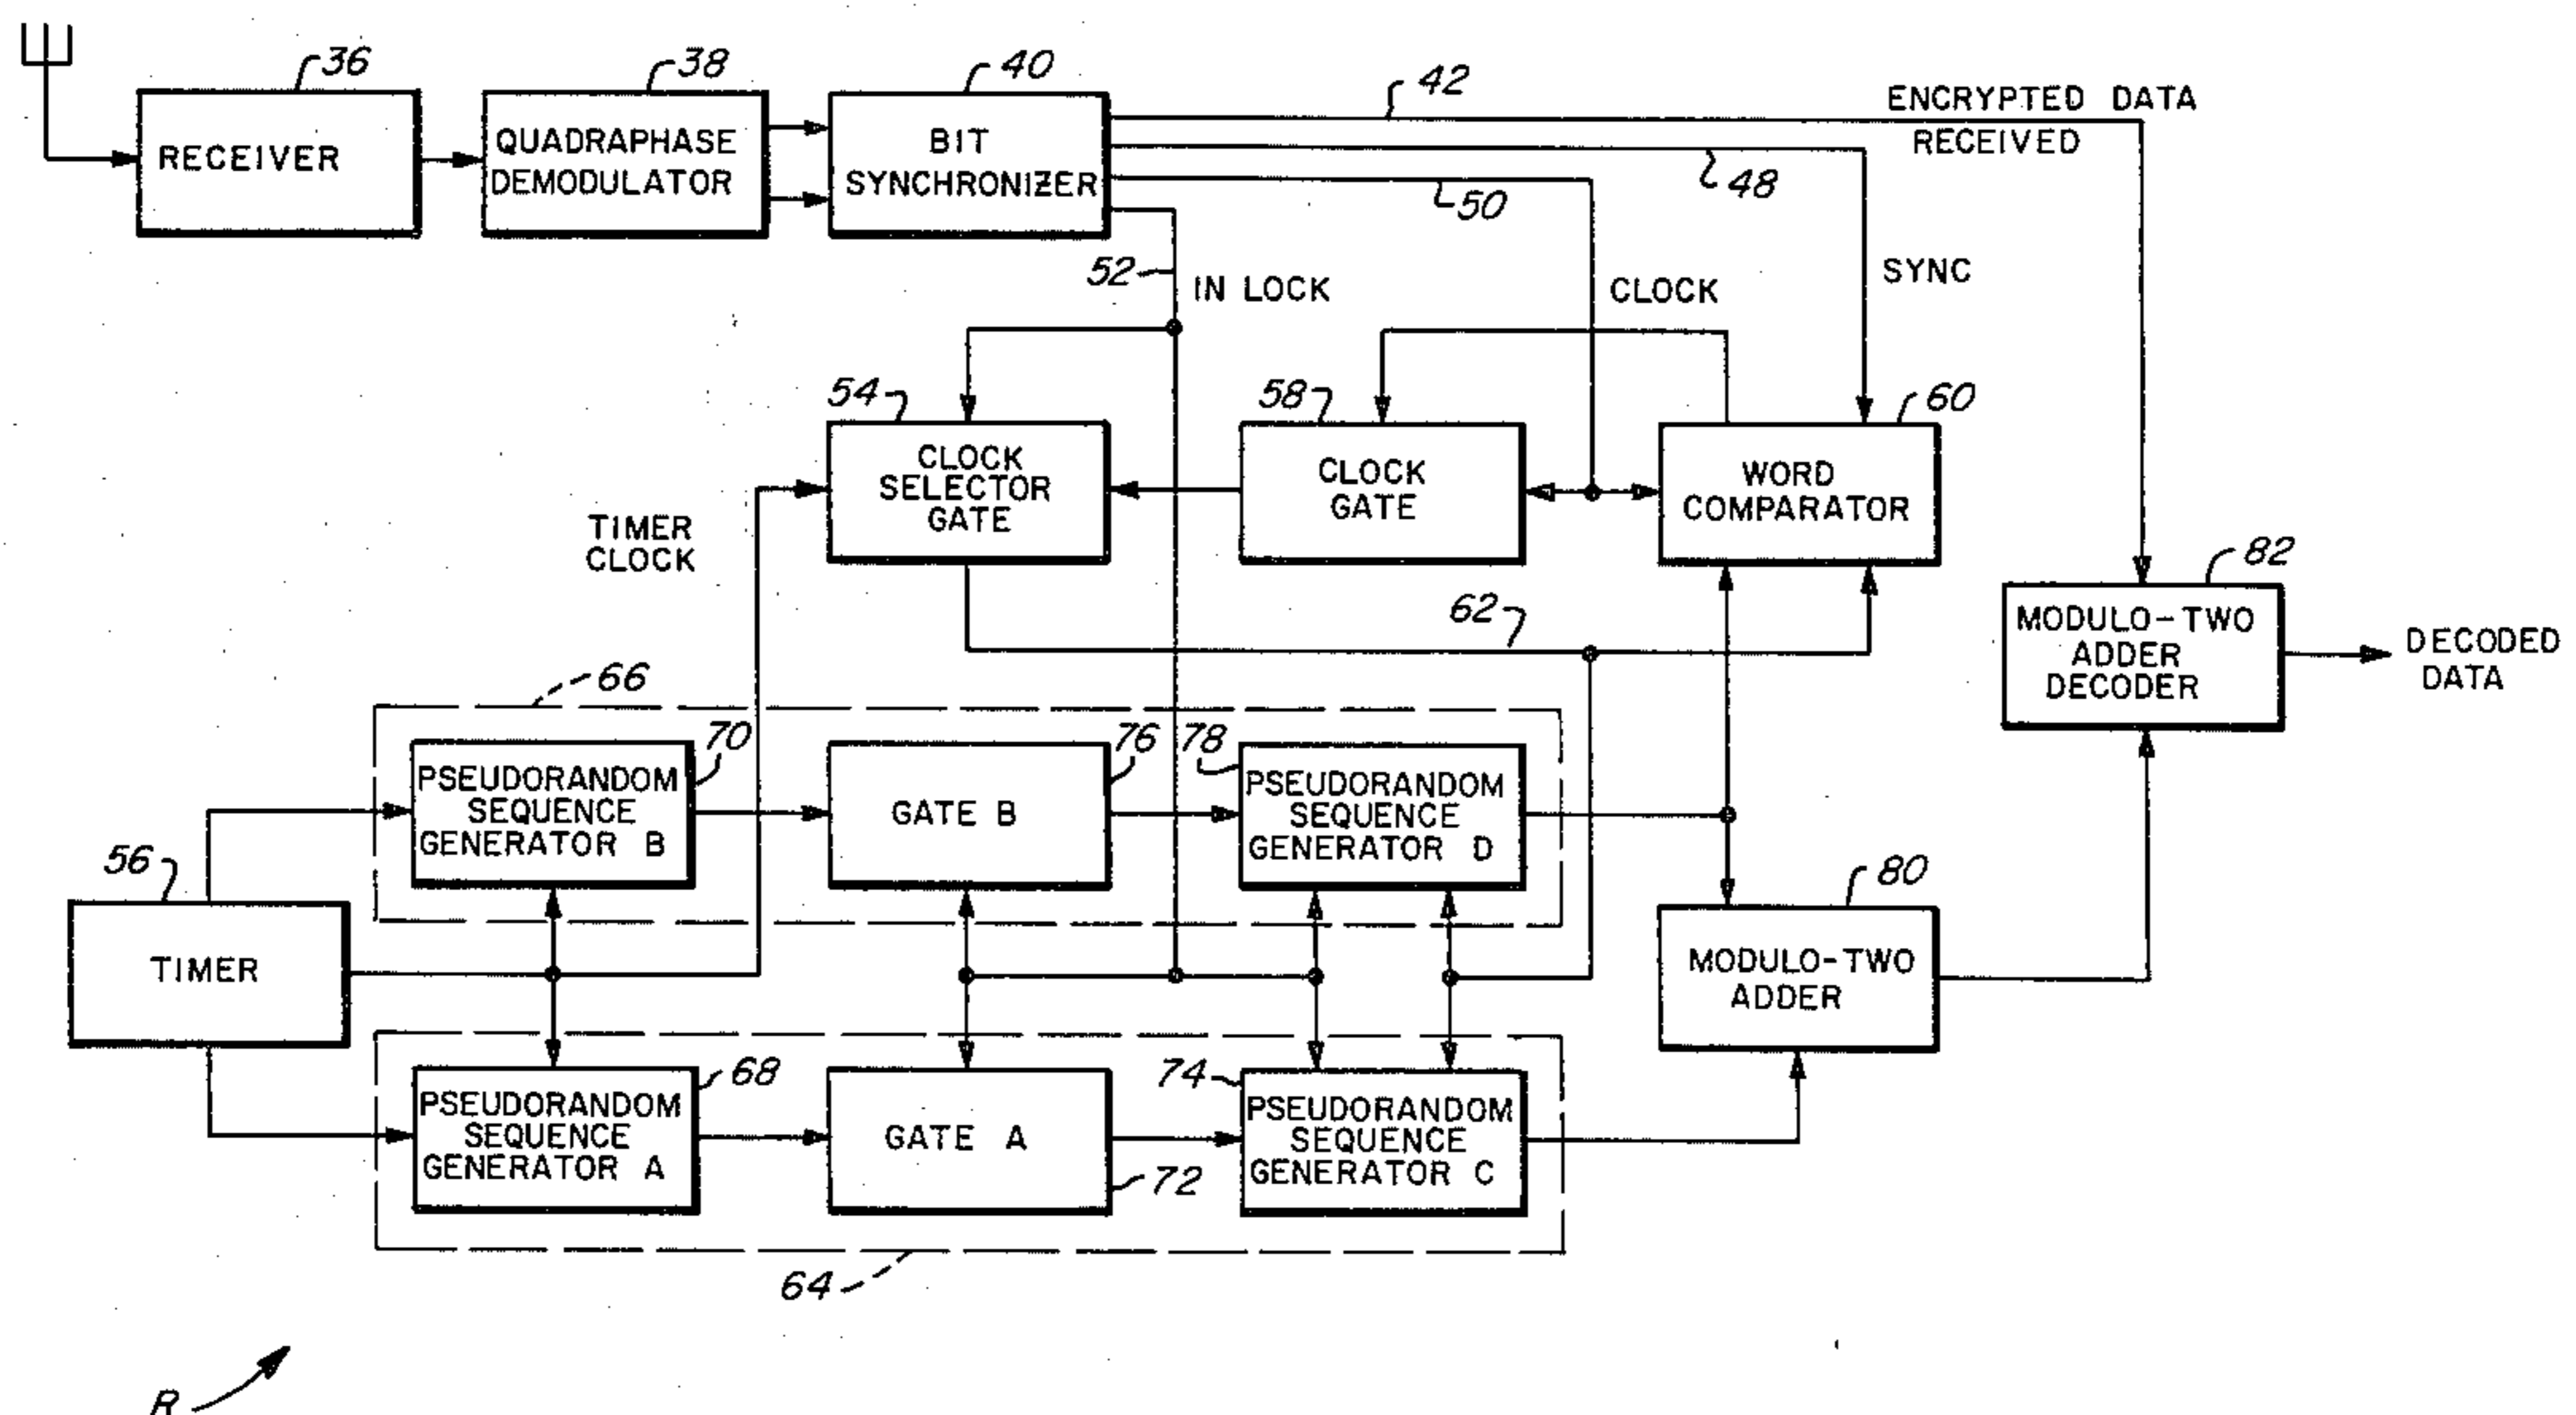 36
38
40
42
ENCRYPTED DATA
RECEIVED
RECEIVER
QUADRAPHASE
DEMODULATOR
BIT
SYNCHRONIZER
48
50
52
IN LOCK
CLOCK
SYNC
54
58
60
CLOCK
SELECTOR
GATE
CLOCK
GATE
WORD
COMPARATOR
TIMER
CLOCK
62
82
MODULO-TWO
ADDER
DECODER
DECODED
DATA
66
70
76
78
PSEUDORANDOM
SEQUENCE
GENERATOR B
GATE B
PSEUDORANDOM
SEQUENCE
GENERATOR D
56
TIMER
80
MODULO-TWO
ADDER
68
74
PSEUDORANDOM
SEQUENCE
GENERATOR A
GATE A
72
PSEUDORANDOM
SEQUENCE
GENERATOR C
64
R